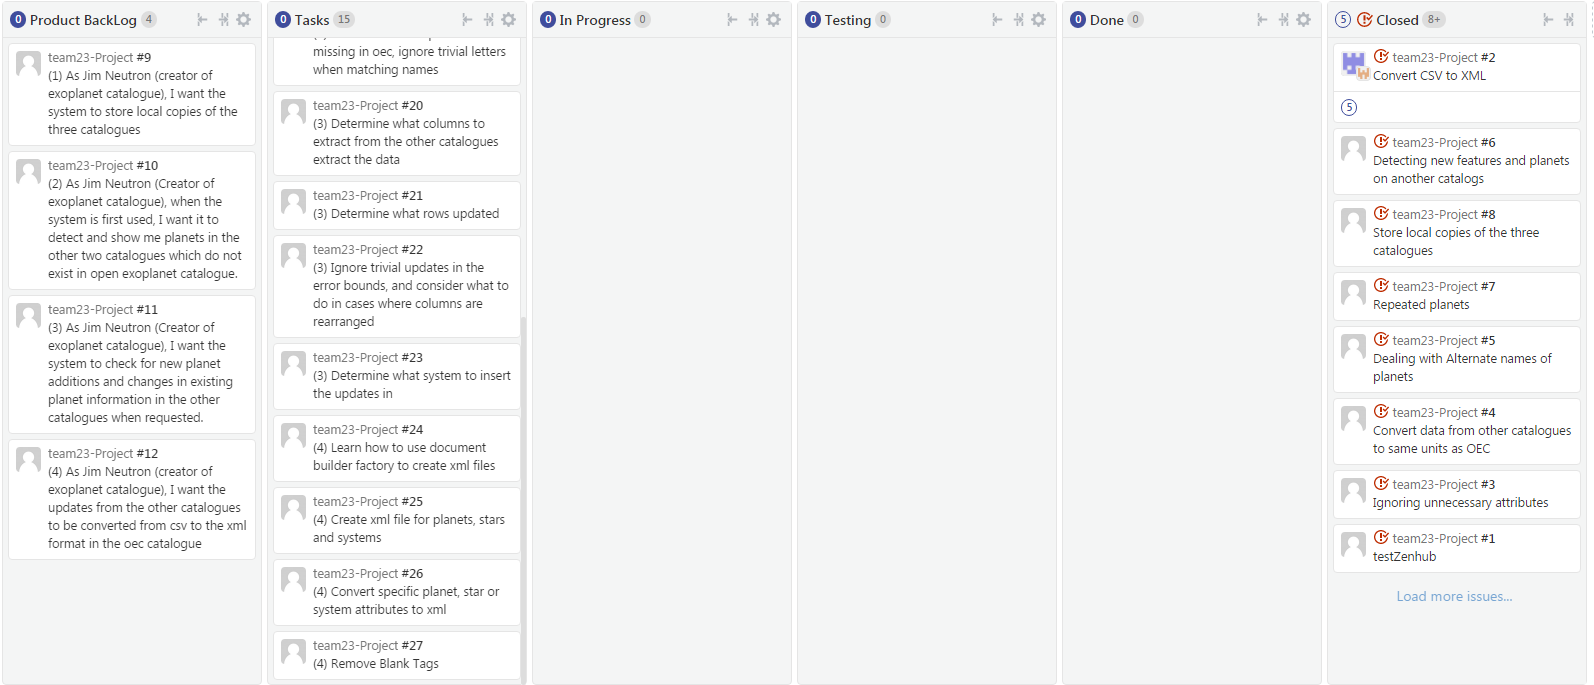 0 Product BackLog 4
team23-Project #9
(1) As Jim Neutron (creator of
exoplanet catalogue), I want the
system to store local copies of the
three catalogues
team23-Project #10
(2) As Jim Neutron (Creator of
exoplanet catalogue), when the
system is first used, I want it to
detect and show me planets in the
other two catalogues which do not
exist in open exoplanet catalogue.
team23-Project #11
(3) As Jim Neutron (Creator of
exoplanet catalogue), I want the
system to check for new planet
additions and changes in existing
planet information in the other
catalogues when requested.
team23-Project #12
(4) As Jim Neutron (creator of
exoplanet catalogue), I want the
updates from the other catalogues
to be converted from csv to the xml
format in the oec catalogue
0 Tasks 15
missing in oec, ignore trivial letters
when matching names
team23-Project #20
(3) Determine what columns to
extract from the other catalogues
extract the data
team23-Project #21
(3) Determine what rows updated
team23-Project #22
(3) Ignore trivial updates in the
error bounds, and consider what to
do in cases where columns are
rearranged
team23-Project #23
(3) Determine what system to insert
the updates in
team23-Project #24
(4) Learn how to use document
builder factory to create xml files
team23-Project #25
(4) Create xml file for planets, stars
and systems
team23-Project #26
(4) Convert specific planet, star or
system attributes to xml
team23-Project #27
(4) Remove Blank Tags
0 In Progress 0
0 Testing 0
0 Done 0
5 Closed 8+
team23-Project #2
Convert CSV to XML
5
team23-Project #6
Detecting new features and planets
on another catalogs
team23-Project #8
Store local copies of the three
catalogues
team23-Project #7
Repeated planets
team23-Project #5
Dealing with Alternate names of
planets
team23-Project #4
Convert data from other catalogues
to same units as OEC
team23-Project #3
Ignoring unnecessary attributes
team23-Project #1
testZenhub
Load more issues...